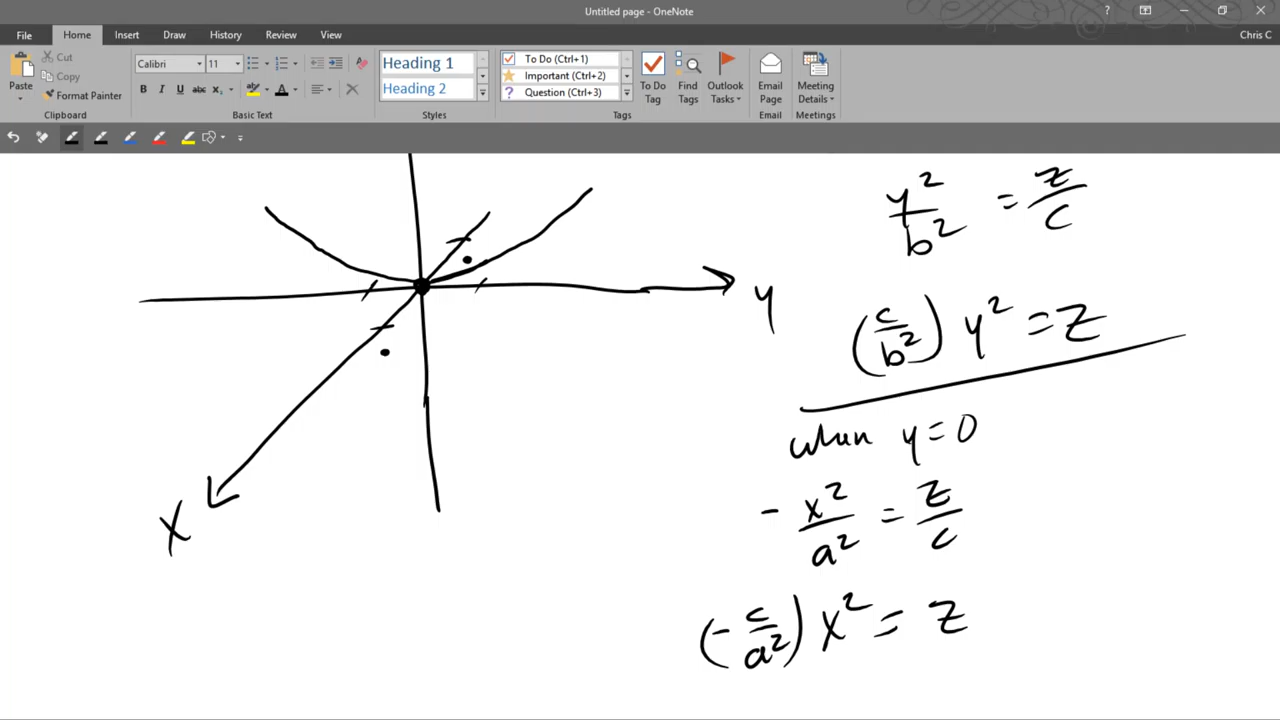 Untitled page - OneNote
File Home Insert Draw History Review View Chris C
Paste Cut Copy Format Painter
Calibri 11
B I U abc x₂ A
Heading 1
Heading 2
To Do (Ctrl+1)
Important (Ctrl+2)
Question (Ctrl+3)
To Do Tag
Find Tags
Outlook Tasks
Email Page
Meeting Details
Clipboard Basic Text Styles Tags Email Meetings
y²/b² = z/c
(c/b²) y² = z
y
when y = 0
- x²/a² = z/c
x
(- c/a²) x² = z